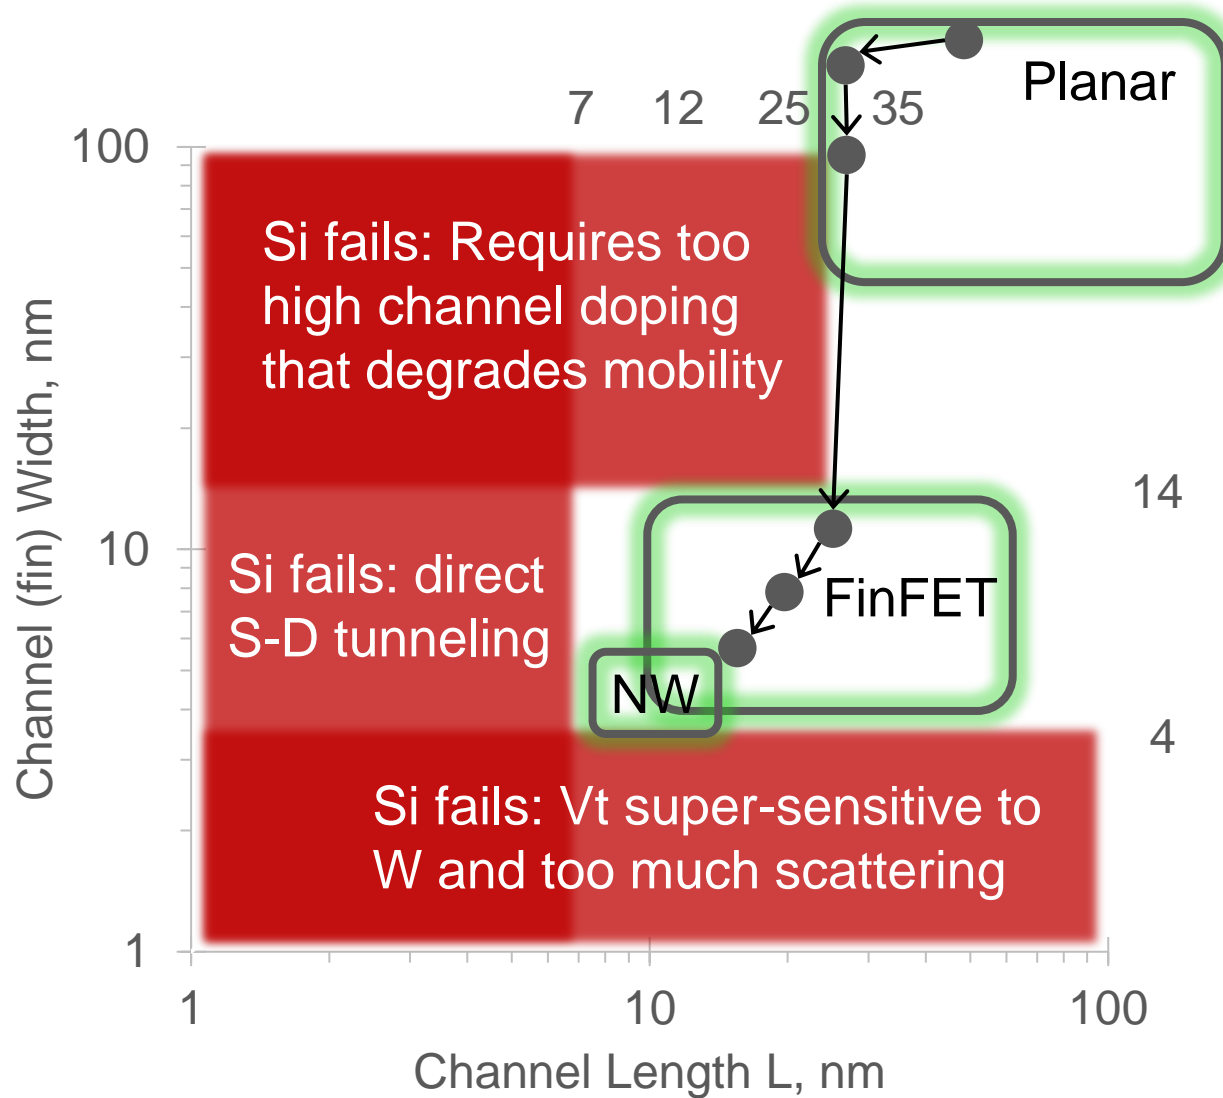 Planar
7 12 25 35
100
Si fails: Requires too
high channel doping
that degrades mobility
Channel (fin) Width, nm
14
10
Si fails: direct
S-D tunneling
FinFET
NW
4
Si fails: Vt super-sensitive to
W and too much scattering
1
1 10 100
Channel Length L, nm